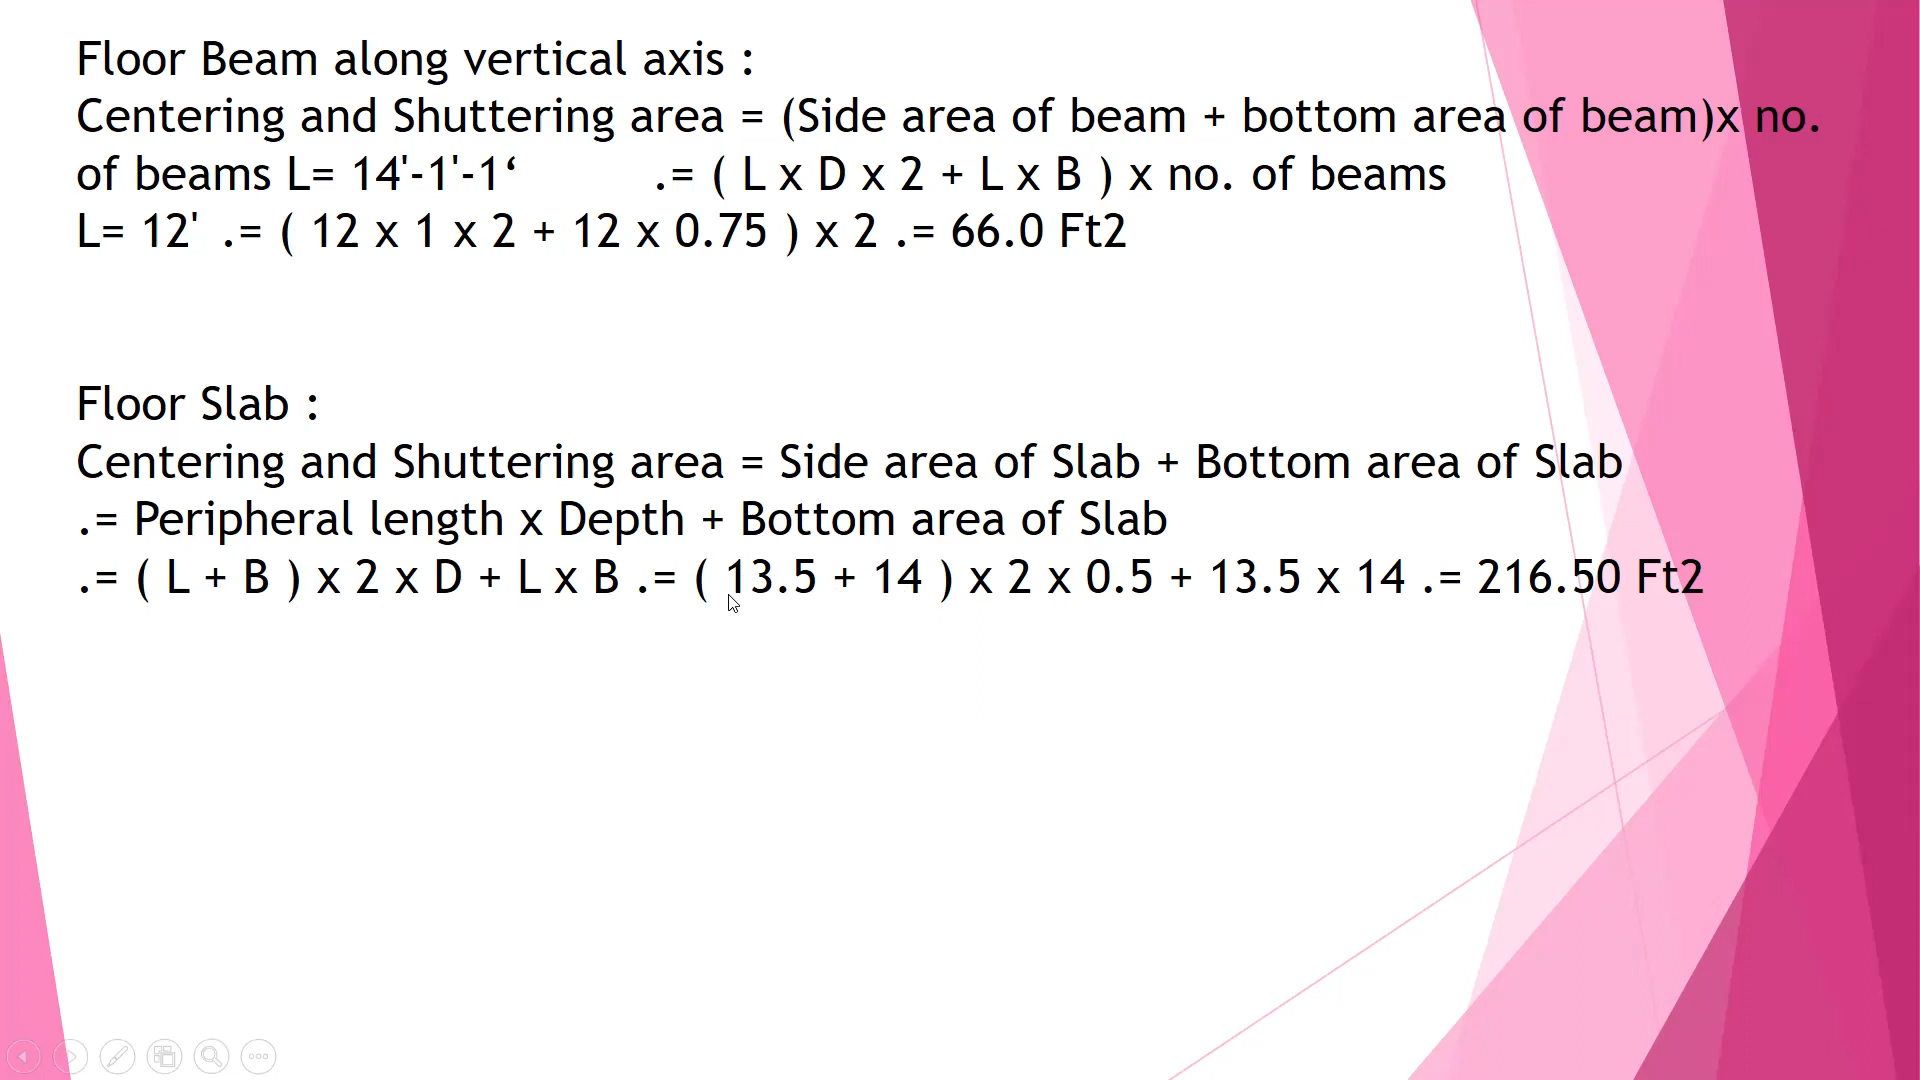 Floor Beam along vertical axis :
Centering and Shuttering area = (Side area of beam + bottom area of beam)x no.
of beams L= 14'-1'-1‘ .= ( L x D x 2 + L x B ) x no. of beams
L= 12' .= ( 12 x 1 x 2 + 12 x 0.75 ) x 2 .= 66.0 Ft2
Floor Slab :
Centering and Shuttering area = Side area of Slab + Bottom area of Slab
.= Peripheral length x Depth + Bottom area of Slab
.= ( L + B ) x 2 x D + L x B .= ( 13.5 + 14 ) x 2 x 0.5 + 13.5 x 14 .= 216.50 Ft2